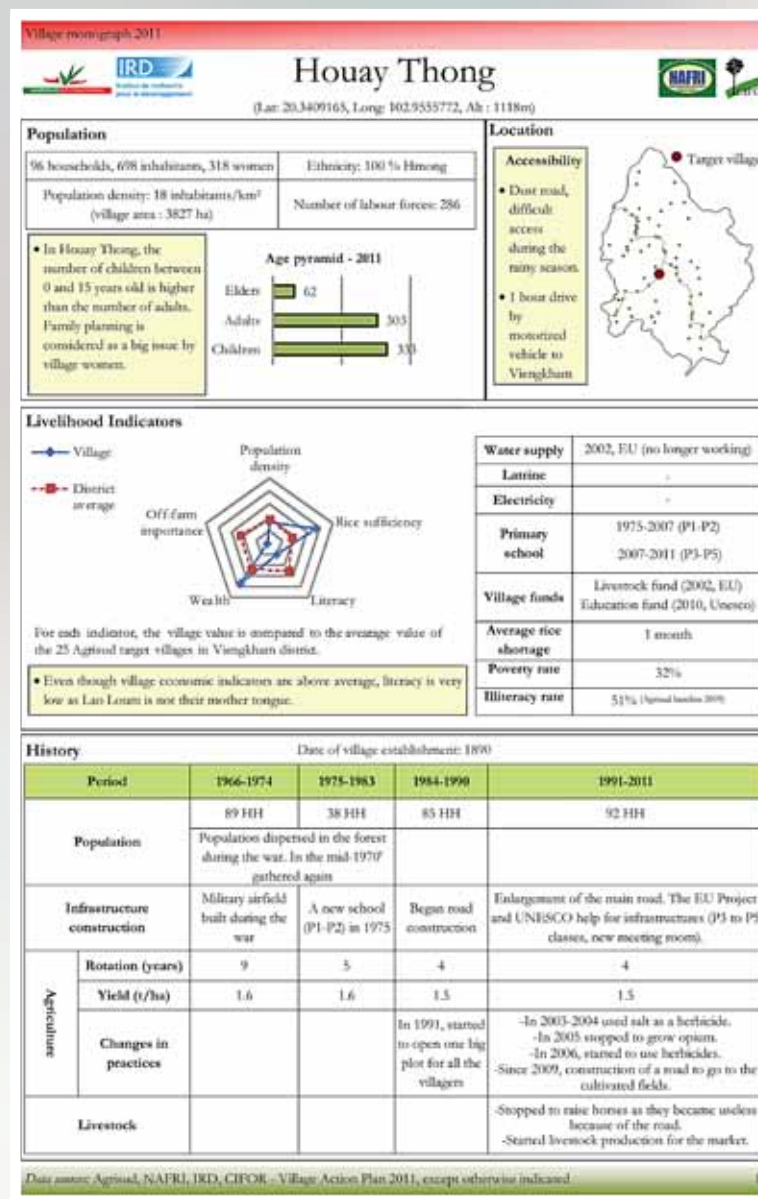 Village monograph 2011
IRD
Houay Thong
NAFRI
(Lat: 20.3409165, Long: 102.9555772, Alt : 1118m)
Population
96 households, 698 inhabitants, 318 women
Ethnicity: 100 % Hmong
Population density: 18 inhabitants/km²
(village area : 3827 ha)
Number of labour forces: 286
• In Houay Thong, the
number of children between
0 and 15 years old is higher
than the number of adults.
Family planning is
considered as a big issue by
village women.
Age pyramid - 2011
Elders 62
Adults 303
Children 333
Location
Accessibility
• Dust road,
difficult
access
during the
rainy season.
• 1 hour drive
by
motorized
vehicle to
Viengkham
Target village
Livelihood Indicators
Village
District
average
Population
density
Rice sufficiency
Literacy
Wealth
Off-farm
importance
For each indicator, the village value is compared to the average value of
the 25 Agrisud target villages in Viengkham district.
• Even though village economic indicators are above average, literacy is very
low as Lao Loum is not their mother tongue.
Water supply 2002, EU (no longer working)
Latrine -
Electricity -
Primary
school
1975-2007 (P1-P2)
2007-2011 (P3-P5)
Village funds
Livestock fund (2002, EU)
Education fund (2010, Unesco)
Average rice
shortage
1 month
Poverty rate 32%
Illiteracy rate 51% (Agrisud baseline 2009)
History
Date of village establishment: 1890
Period 1966-1974 1975-1983 1984-1990 1991-2011
Population
89 HH 38 HH 85 HH 92 HH
Population dispersed in the forest
during the war. In the mid-1970'
gathered again
Infrastructure
construction
Military airfield
built during the
war
A new school
(P1-P2) in 1975
Began road
construction
Enlargement of the main road. The EU Project
and UNESCO help for infrastructures (P3 to P5
classes, new meeting room).
Agriculture
Rotation (years) 9 5 4 4
Yield (t/ha) 1.6 1.6 1.5 1.5
Changes in
practices
In 1991, started
to open one big
plot for all the
villagers
-In 2003-2004 used salt as a herbicide.
-In 2005 stopped to grow opium.
-In 2006, started to use herbicides.
-Since 2009, construction of a road to go to the
cultivated fields.
Livestock
-Stopped to raise horses as they became useless
because of the road.
-Started livestock production for the market.
Data source: Agrisud, NAFRI, IRD, CIFOR - Village Action Plan 2011, except otherwise indicated